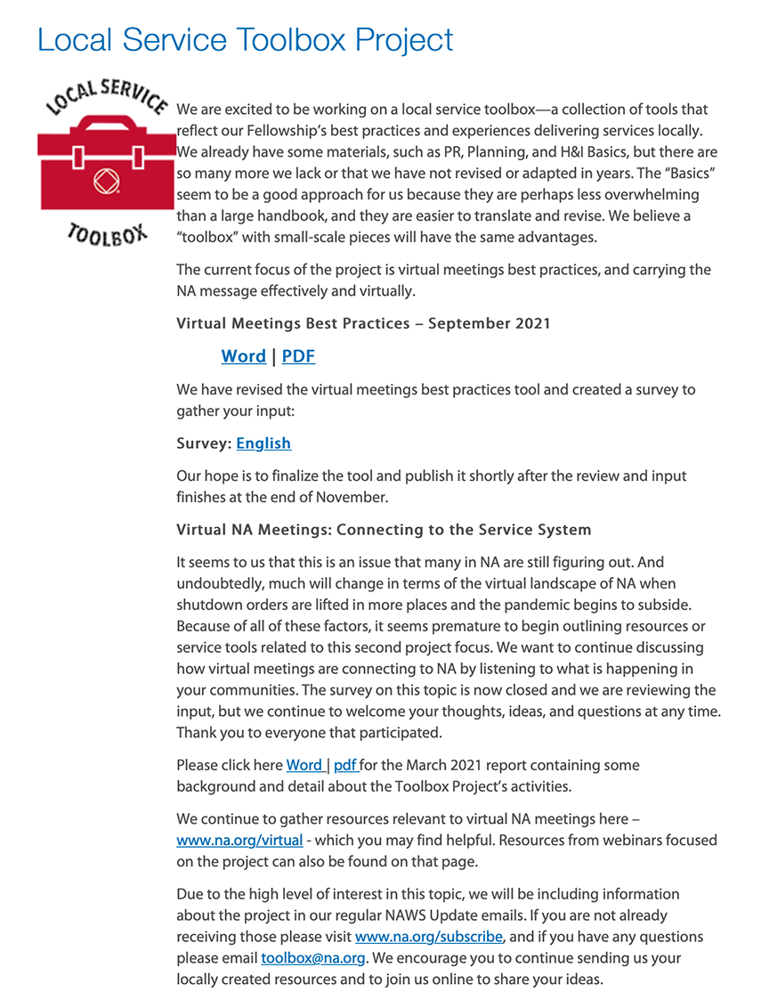 Local Service Toolbox Project
LOCAL SERVICE
TOOLBOX
We are excited to be working on a local service toolbox—a collection of tools that
reflect our Fellowship’s best practices and experiences delivering services locally.
We already have some materials, such as PR, Planning, and H&I Basics, but there are
so many more we lack or that we have not revised or adapted in years. The “Basics”
seem to be a good approach for us because they are perhaps less overwhelming
than a large handbook, and they are easier to translate and revise. We believe a
“toolbox” with small-scale pieces will have the same advantages.
The current focus of the project is virtual meetings best practices, and carrying the
NA message effectively and virtually.
Virtual Meetings Best Practices – September 2021
Word | PDF
We have revised the virtual meetings best practices tool and created a survey to
gather your input:
Survey: English
Our hope is to finalize the tool and publish it shortly after the review and input
finishes at the end of November.
Virtual NA Meetings: Connecting to the Service System
It seems to us that this is an issue that many in NA are still figuring out. And
undoubtedly, much will change in terms of the virtual landscape of NA when
shutdown orders are lifted in more places and the pandemic begins to subside.
Because of all of these factors, it seems premature to begin outlining resources or
service tools related to this second project focus. We want to continue discussing
how virtual meetings are connecting to NA by listening to what is happening in
your communities. The survey on this topic is now closed and we are reviewing the
input, but we continue to welcome your thoughts, ideas, and questions at any time.
Thank you to everyone that participated.
Please click here Word | pdf for the March 2021 report containing some
background and detail about the Toolbox Project’s activities.
We continue to gather resources relevant to virtual NA meetings here –
www.na.org/virtual - which you may find helpful. Resources from webinars focused
on the project can also be found on that page.
Due to the high level of interest in this topic, we will be including information
about the project in our regular NAWS Update emails. If you are not already
receiving those please visit www.na.org/subscribe, and if you have any questions
please email toolbox@na.org. We encourage you to continue sending us your
locally created resources and to join us online to share your ideas.